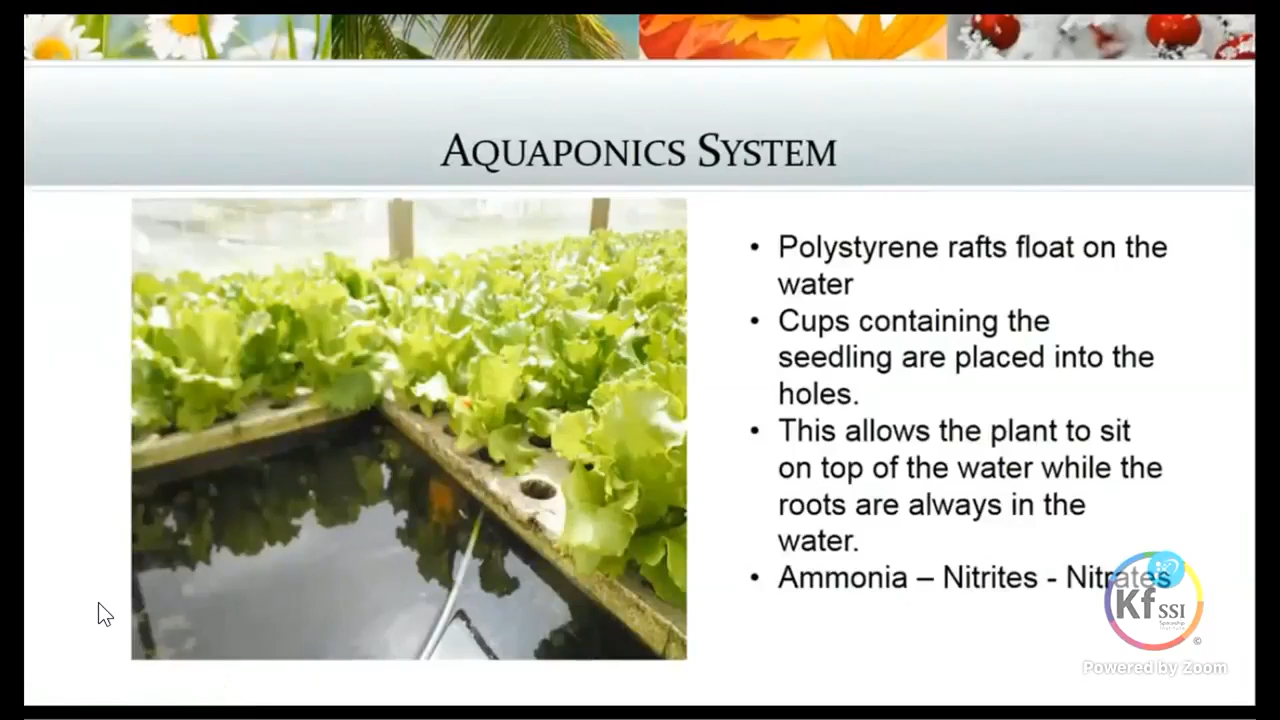 AQUAPONICS SYSTEM
• Polystyrene rafts float on the
water
• Cups containing the
seedling are placed into the
holes.
• This allows the plant to sit
on top of the water while the
roots are always in the
water.
• Ammonia – Nitrites - Nitrates
Kf SSI
Spaceship
Institute
©
Powered by Zoom